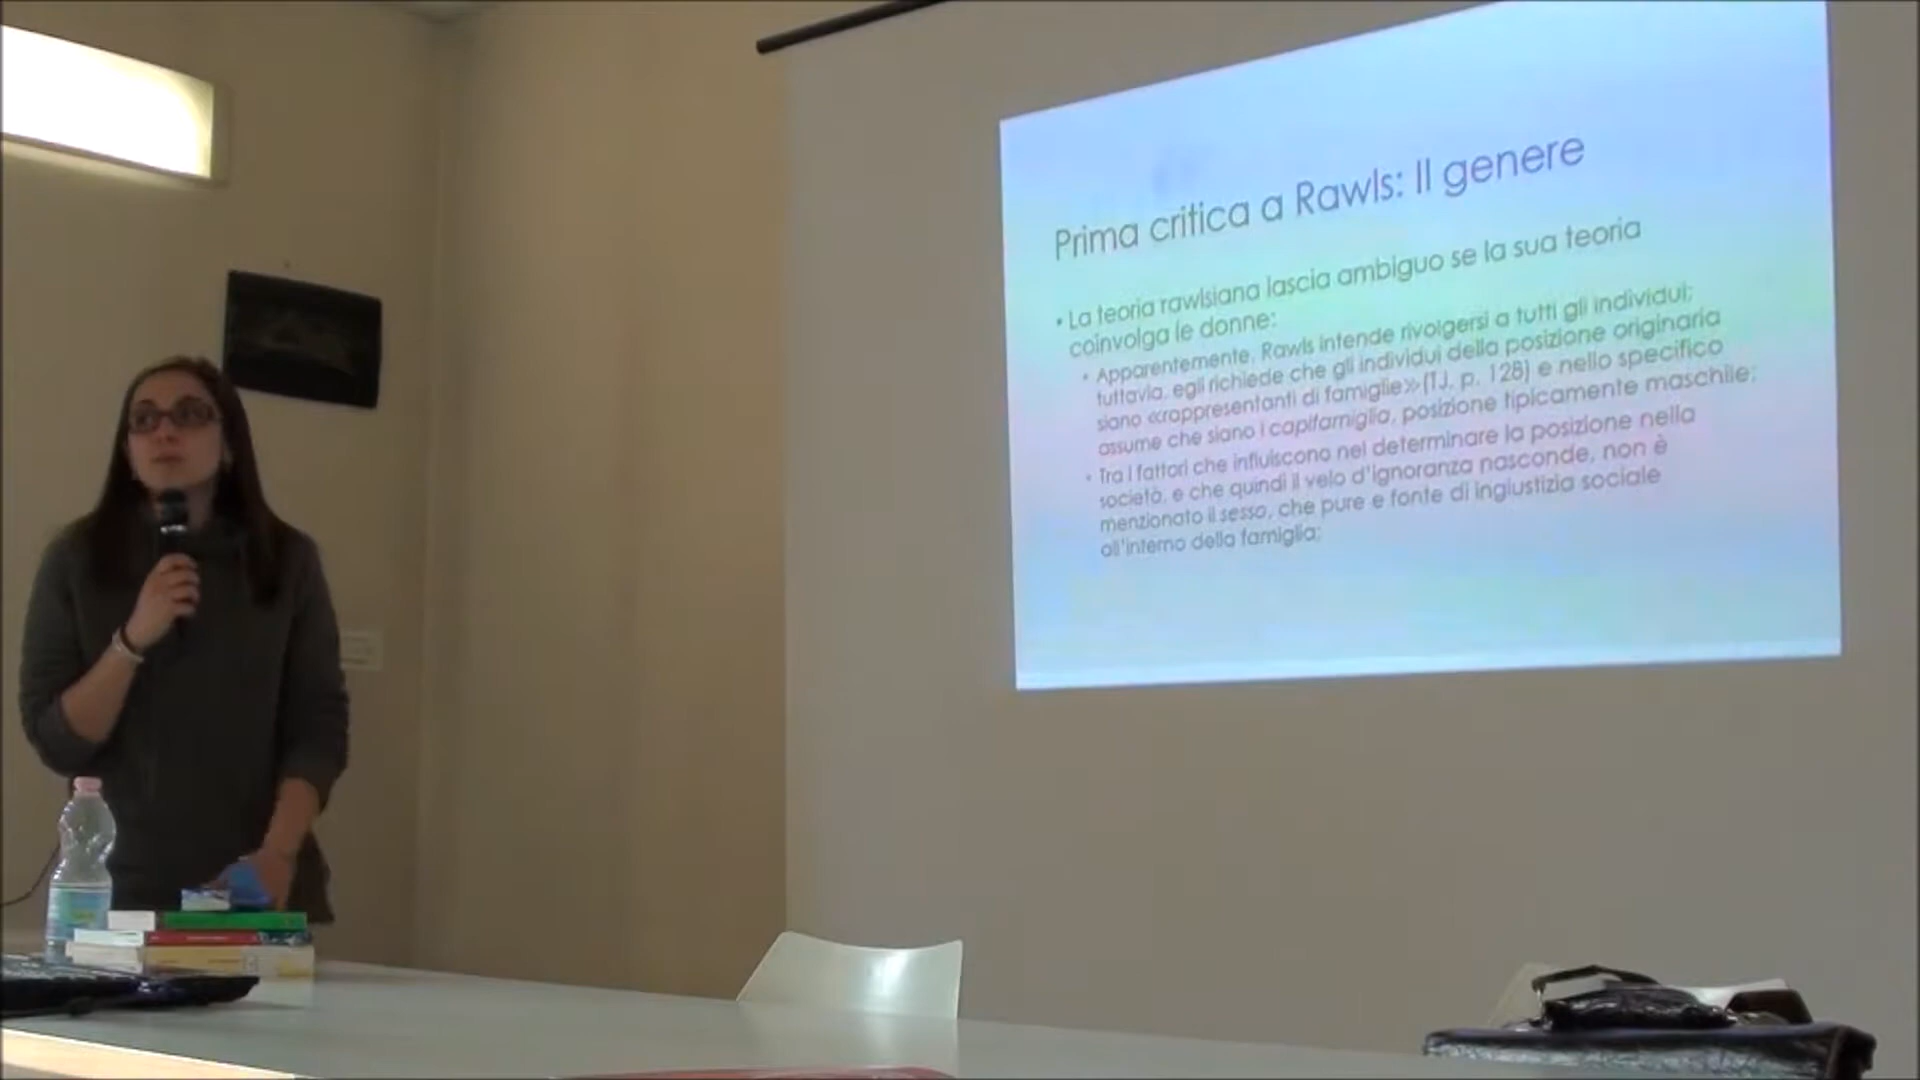 Prima critica a Rawls: Il genere
• La teoria rawlsiana lascia ambiguo se la sua teoria
coinvolga le donne:
• Apparentemente, Rawls intende rivolgersi a tutti gli individui;
tuttavia, egli richiede che gli individui della posizione originaria
siano «rappresentanti di famiglie» (TJ, p. 128) e nello specifico
assume che siano i capifamiglia, posizione tipicamente maschile;
• Tra i fattori che influiscono nel determinare la posizione nella
società, e che quindi il velo d'ignoranza nasconde, non è
menzionato il sesso, che pure e fonte di ingiustizia sociale
all'interno della famiglia;